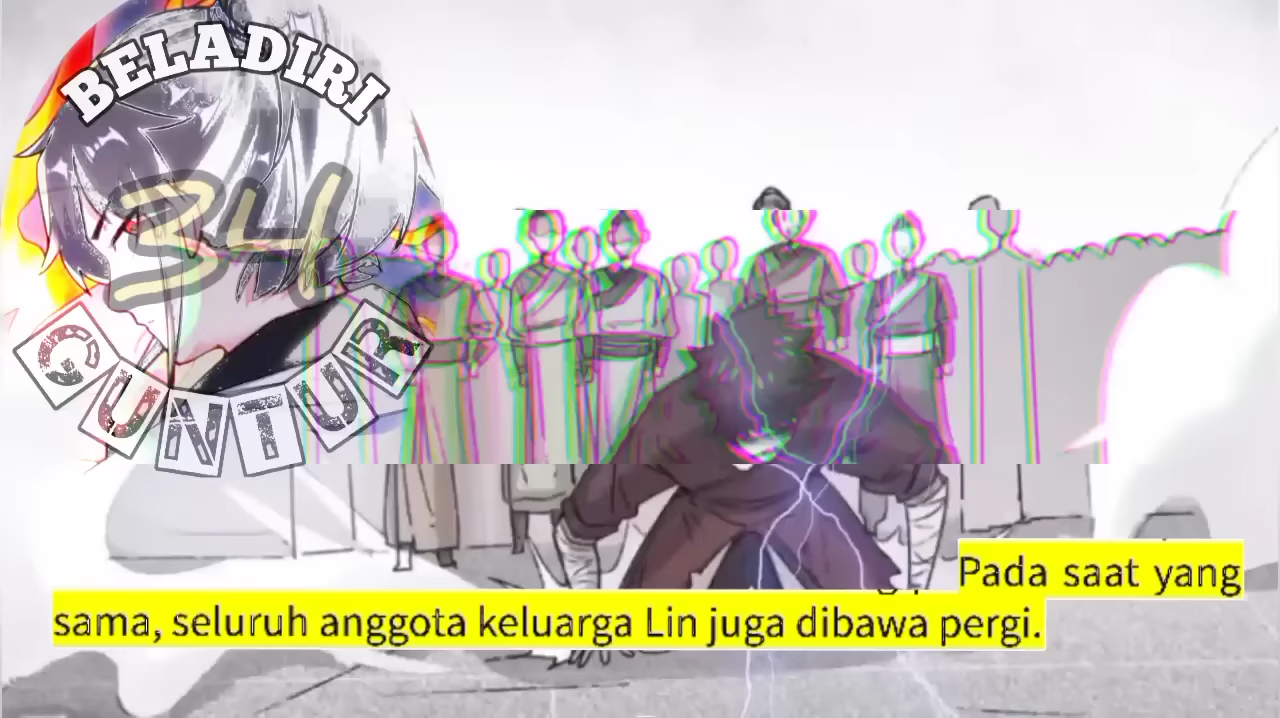 BELADIRI
34
GUNTUR
Pada saat yang
sama, seluruh anggota keluarga Lin juga dibawa pergi.